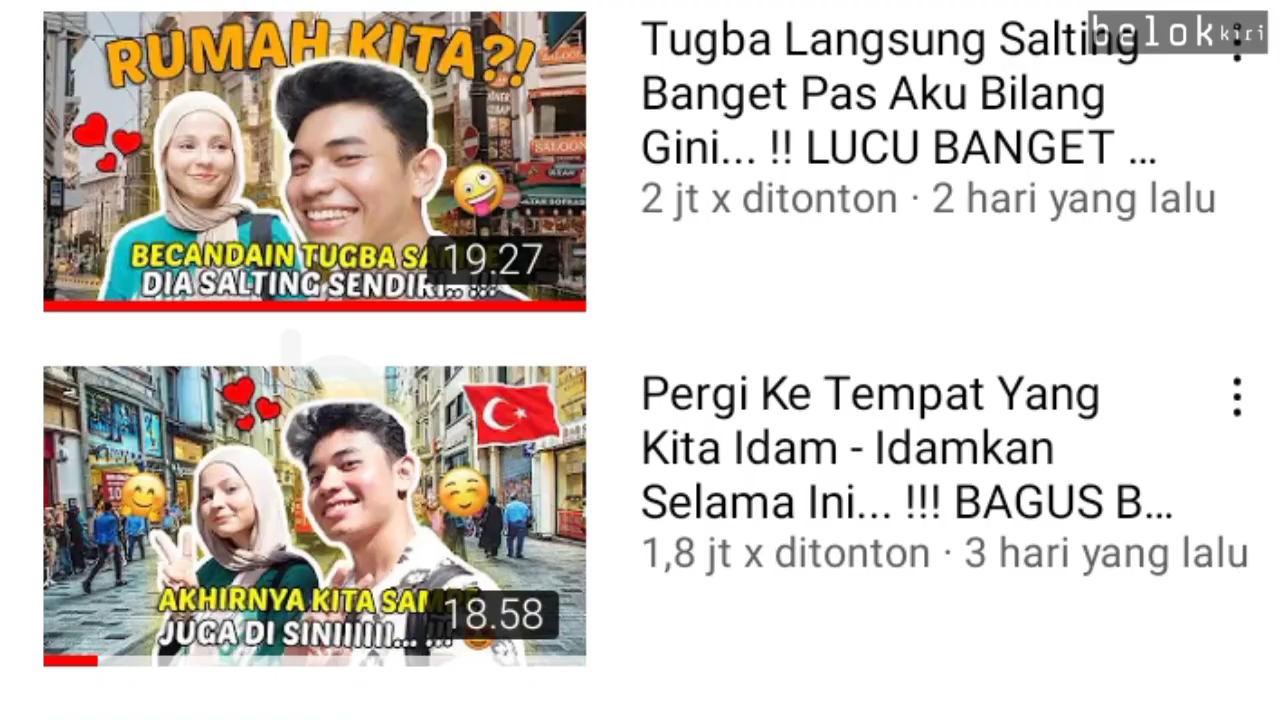 belokkiri
RUMAH KITA?!
BECANDAIN TUGBA
DIA SALTING SENDIRI.. !!!
19.27
Tugba Langsung Salting
Banget Pas Aku Bilang
Gini... !! LUCU BANGET ...
2 jt x ditonton · 2 hari yang lalu
AKHIRNYA KITA
JUGA DI SINIIIIII... !!!
18.58
Pergi Ke Tempat Yang
Kita Idam - Idamkan
Selama Ini... !!! BAGUS B...
1,8 jt x ditonton · 3 hari yang lalu